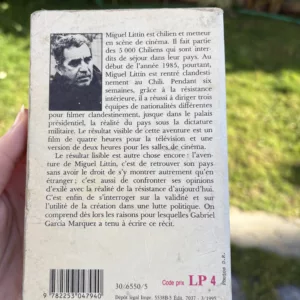 Miguel Littin est chilien et metteur
en scène de cinéma. Il fait partie
des 3 000 Chiliens qui sont inter-
dits de séjour dans leur pays. Au
début de l'année 1985, pourtant,
Miguel Littin est rentré clandesti-
nement au Chili. Pendant six
semaines, grâce à la résistance
intérieure, il a réussi à diriger trois
équipes de nationalités différentes
pour filmer clandestinement,
jusque dans le palais
présidentiel, la réalité du pays sous la dictature
militaire. Le résultat visible de cette aventure est un
film de quatre heures pour la télévision et une
version de deux heures pour les salles de cinéma.
Le résultat lisible est autre chose encore : l'aven-
ture de Miguel Littin, c'est de retrouver son pays
sans avoir le droit de s'y montrer autrement qu'en
étranger ; c'est aussi de confronter ses opinions
d'exilé avec la réalité de la résistance d'aujourd'hui.
C'est enfin de s'interroger sur la validité et sur
l'utilité de la création dans une lutte politique. On
comprend dès lors les raisons pour lesquelles Gabriel
Garcia Marquez a tenu à écrire ce récit.
30/6550/5
Code prix LP 4
9 782253 047940
Dépôt légal